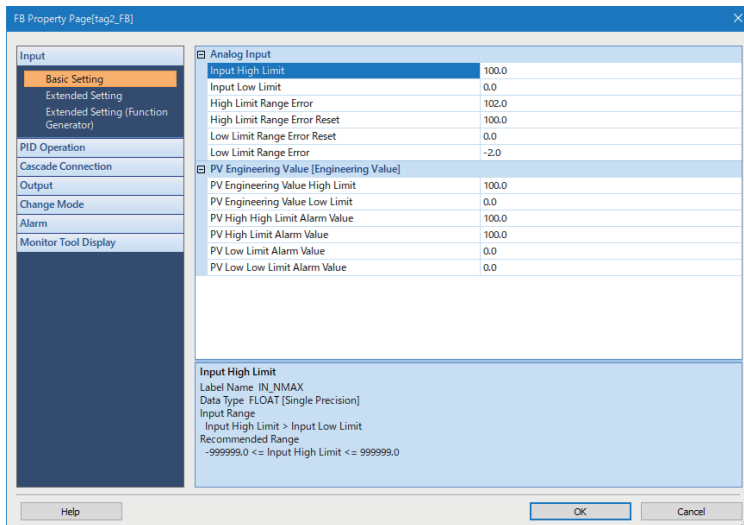 FB Property Page[tag2_FB]
Input
Basic Setting
Extended Setting
Extended Setting (Function
Generator)
PID Operation
Cascade Connection
Output
Change Mode
Alarm
Monitor Tool Display
Analog Input
Input High Limit 100.0
Input Low Limit 0.0
High Limit Range Error 102.0
High Limit Range Error Reset 100.0
Low Limit Range Error Reset 0.0
Low Limit Range Error -2.0
PV Engineering Value [Engineering Value]
PV Engineering Value High Limit 100.0
PV Engineering Value Low Limit 0.0
PV High High Limit Alarm Value 100.0
PV High Limit Alarm Value 100.0
PV Low Limit Alarm Value 0.0
PV Low Low Limit Alarm Value 0.0
Input High Limit
Label Name IN_NMAX
Data Type FLOAT [Single Precision]
Input Range
Input High Limit > Input Low Limit
Recommended Range
-999999.0 <= Input High Limit <= 999999.0
Help
OK
Cancel